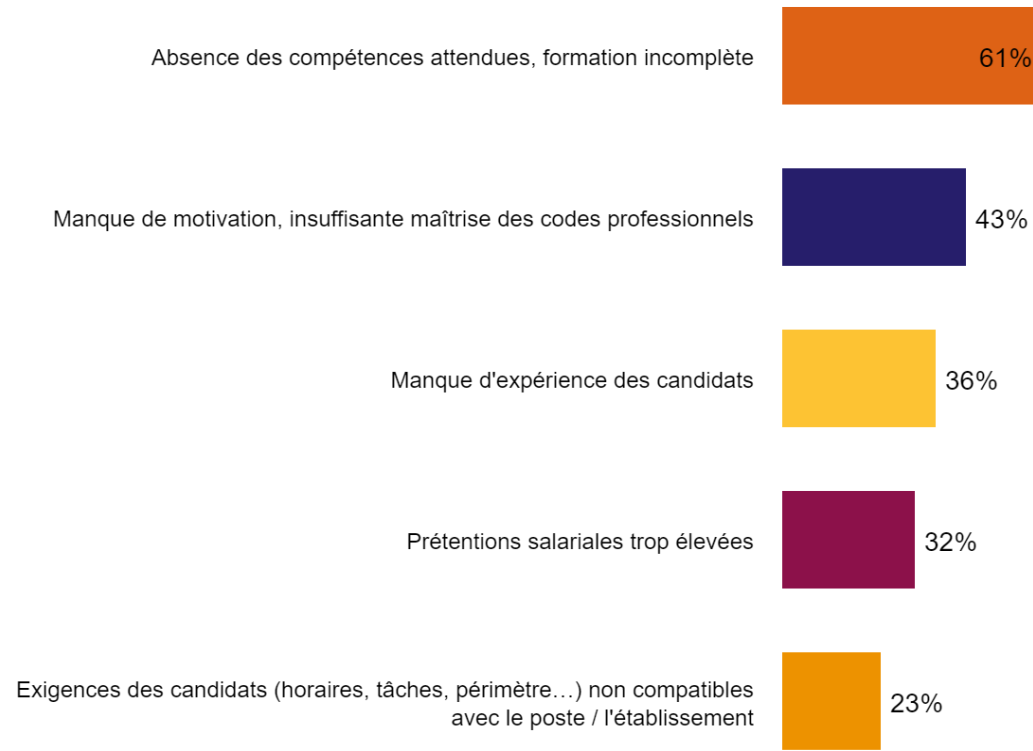 Absence des compétences attendues, formation incomplète
61%
Manque de motivation, insuffisante maîtrise des codes professionnels
43%
Manque d'expérience des candidats
36%
Prétentions salariales trop élevées
32%
Exigences des candidats (horaires, tâches, périmètre…) non compatibles
avec le poste / l'établissement
23%